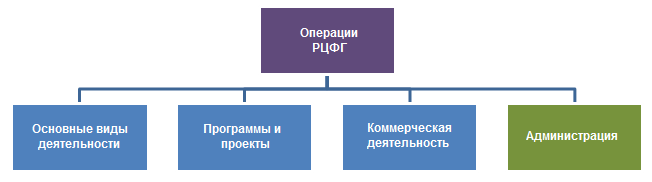 Операции
РЦФГ
Основные виды
деятельности
Программы и
проекты
Коммерческая
деятельность
Администрация